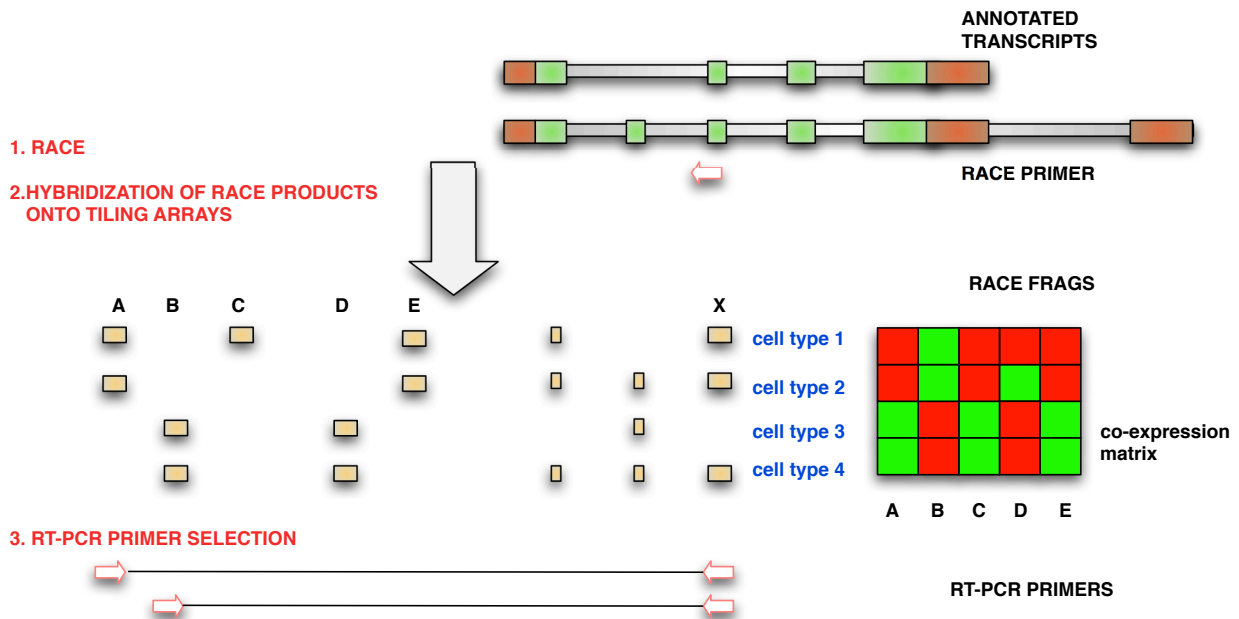 ANNOTATED
TRANSCRIPTS
1. RACE
RACE PRIMER
2.HYBRIDIZATION OF RACE PRODUCTS
ONTO TILING ARRAYS
RACE FRAGS
A B C D E X
cell type 1
cell type 2
cell type 3
cell type 4
co-expression
matrix
A B C D E
3. RT-PCR PRIMER SELECTION
RT-PCR PRIMERS